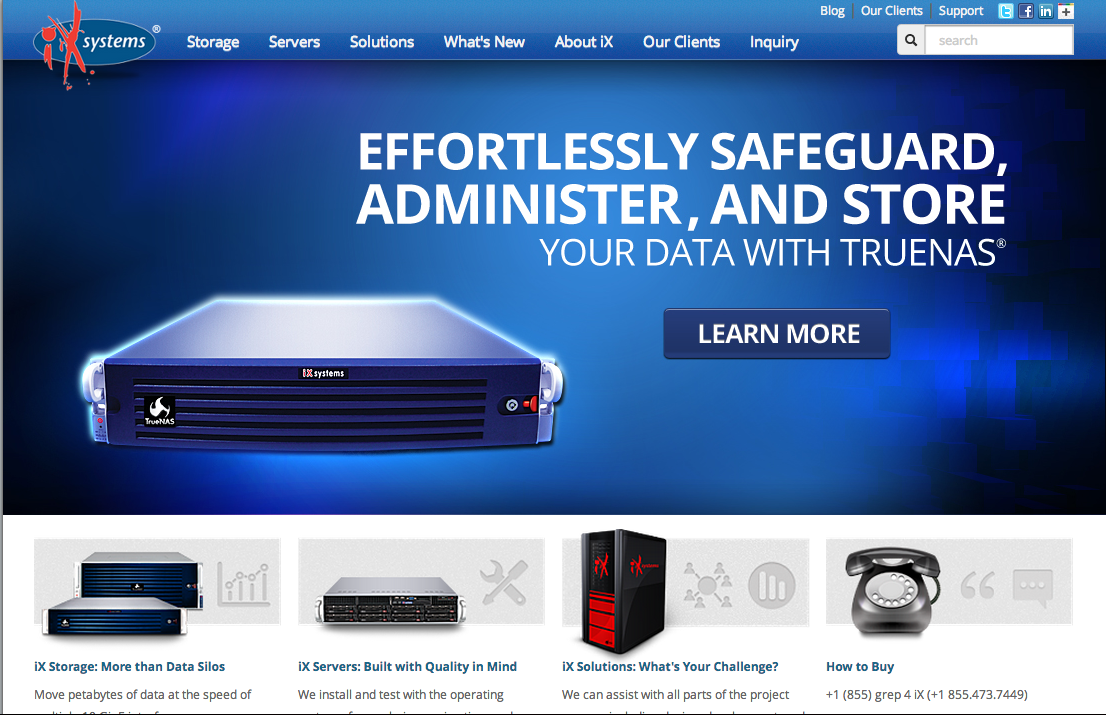 iX systems®
Blog Our Clients Support
Storage Servers Solutions What's New About iX Our Clients Inquiry
search
EFFORTLESSLY SAFEGUARD,
ADMINISTER, AND STORE
YOUR DATA WITH TRUENAS®
LEARN MORE
iX systems
TrueNAS
iX Storage: More than Data Silos
Move petabytes of data at the speed of
iX Servers: Built with Quality in Mind
We install and test with the operating
iX Solutions: What's Your Challenge?
We can assist with all parts of the project
How to Buy
+1 (855) grep 4 iX (+1 855.473.7449)